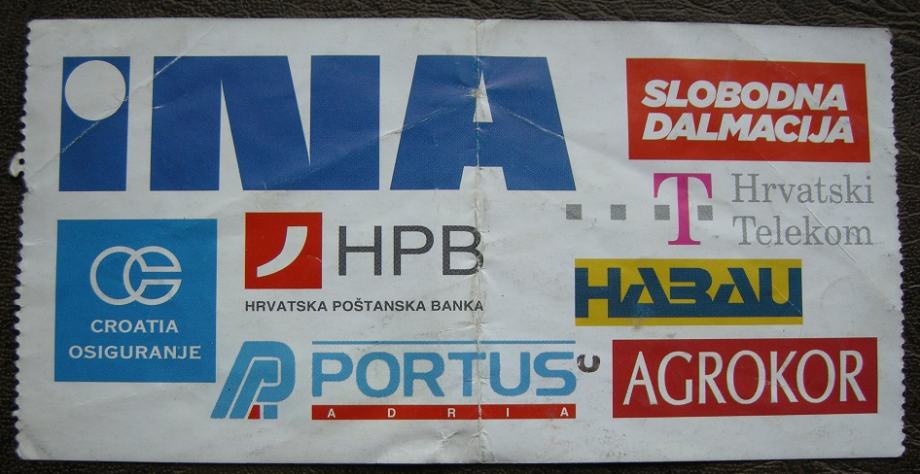 INA
SLOBODNA
DALMACIJA
T Hrvatski
Telekom
CROATIA
OSIGURANJE
HPB
HRVATSKA POŠTANSKA BANKA
HABAU
PORTUS
ADRIA
AGROKOR